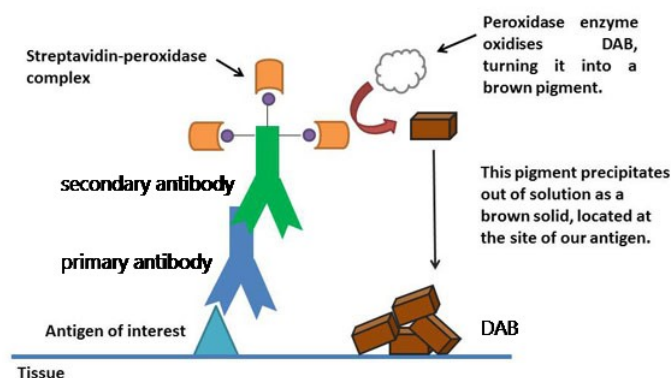 Streptavidin-peroxidase
complex
Peroxidase enzyme
oxidises DAB,
turning it into a
brown pigment.
secondary antibody
This pigment precipitates
out of solution as a
brown solid, located at
the site of our antigen.
primary antibody
Antigen of interest
DAB
Tissue